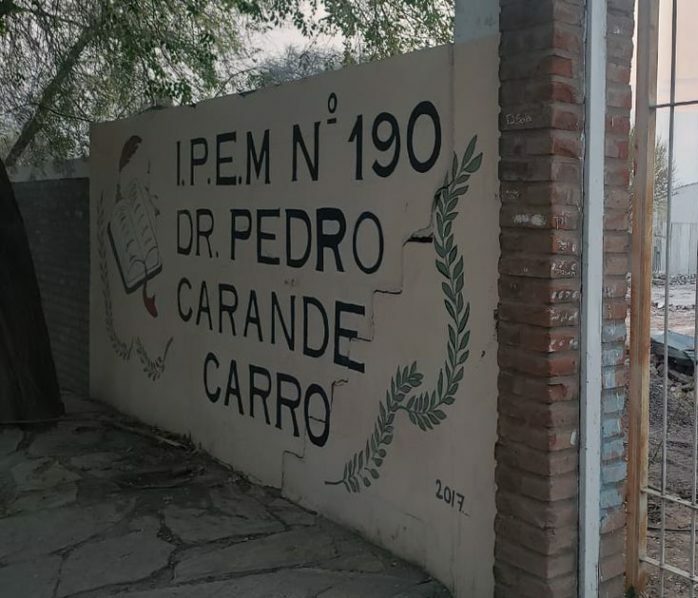 I.P.E.M Nº 190
DR. PEDRO
CARANDE
CARRO
2017